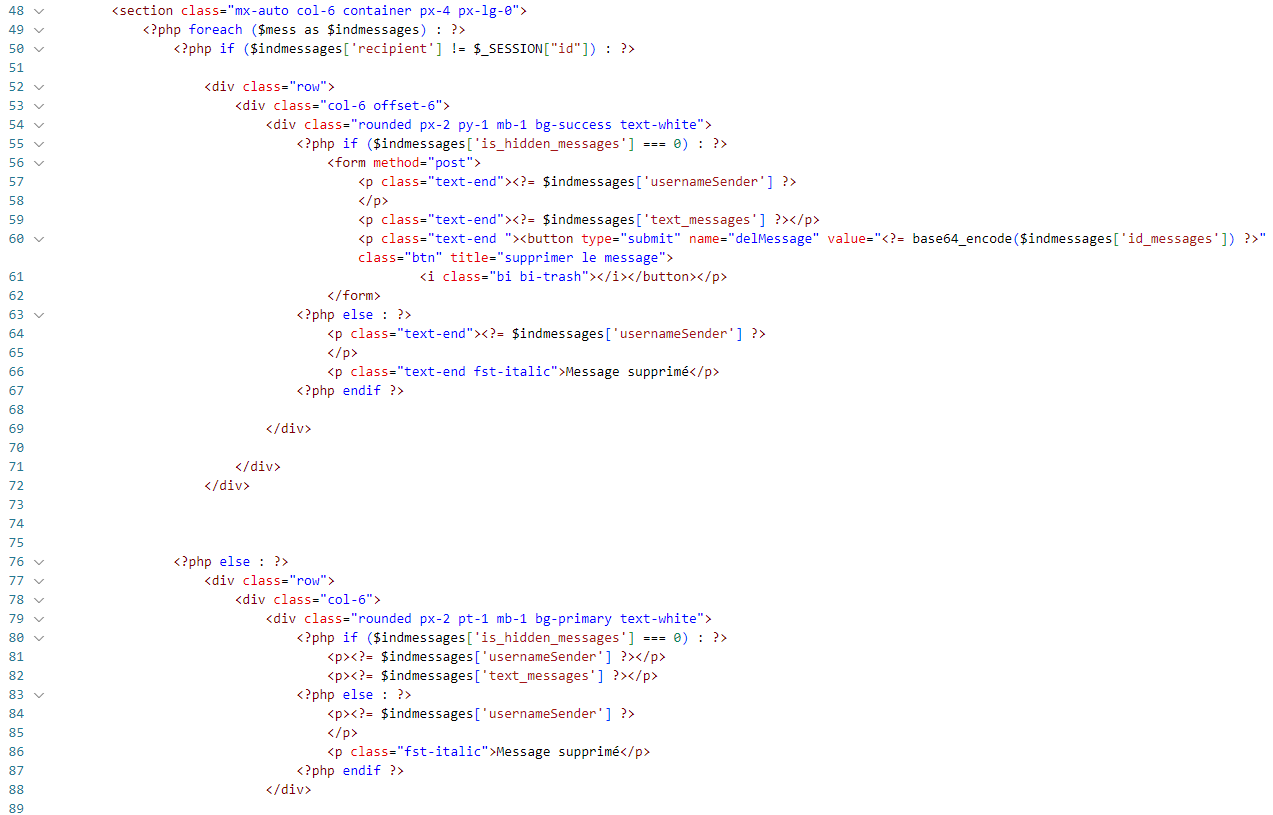 48 <section class="mx-auto col-6 container px-4 px-lg-0">
49 <?php foreach ($mess as $indmessages) : ?>
50 <?php if ($indmessages['recipient'] != $_SESSION["id"]) : ?>
51
52 <div class="row">
53 <div class="col-6 offset-6">
54 <div class="rounded px-2 py-1 mb-1 bg-success text-white">
55 <?php if ($indmessages['is_hidden_messages'] === 0) : ?>
56 <form method="post">
57 <p class="text-end"><?= $indmessages['usernameSender'] ?>
58 </p>
59 <p class="text-end"><?= $indmessages['text_messages'] ?></p>
60 <p class="text-end "><button type="submit" name="delMessage" value="<?= base64_encode($indmessages['id_messages']) ?>"
class="btn" title="supprimer le message">
61 <i class="bi bi-trash"></i></button></p>
62 </form>
63 <?php else : ?>
64 <p class="text-end"><?= $indmessages['usernameSender'] ?>
65 </p>
66 <p class="text-end fst-italic">Message supprimé</p>
67 <?php endif ?>
68
69 </div>
70
71 </div>
72 </div>
73
74
75
76 <?php else : ?>
77 <div class="row">
78 <div class="col-6">
79 <div class="rounded px-2 pt-1 mb-1 bg-primary text-white">
80 <?php if ($indmessages['is_hidden_messages'] === 0) : ?>
81 <p><?= $indmessages['usernameSender'] ?></p>
82 <p><?= $indmessages['text_messages'] ?></p>
83 <?php else : ?>
84 <p><?= $indmessages['usernameSender'] ?>
85 </p>
86 <p class="fst-italic">Message supprimé</p>
87 <?php endif ?>
88 </div>
89